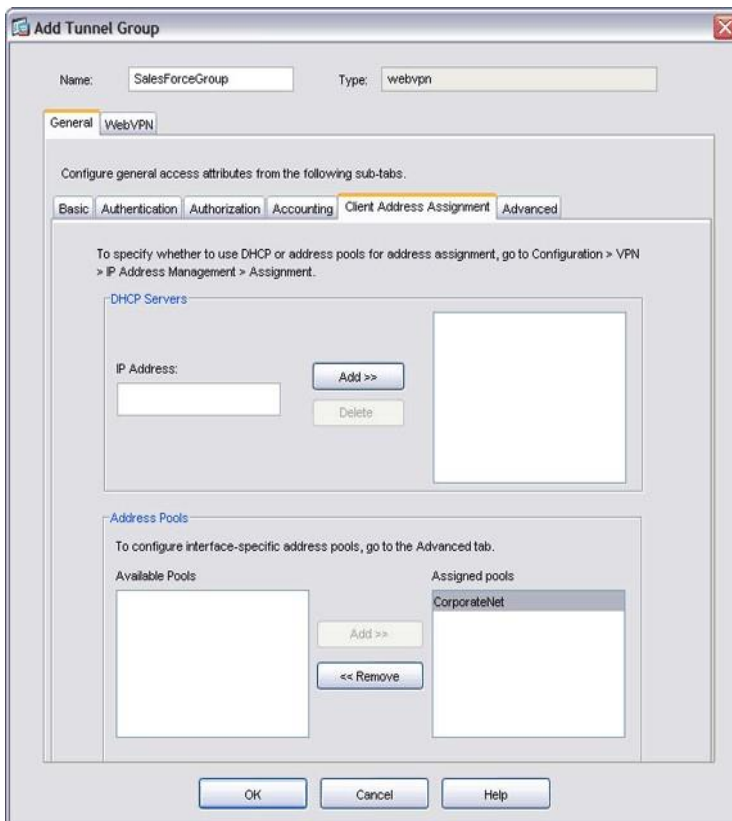 Add Tunnel Group
Name: SalesForceGroup Type: webvpn
General WebVPN
Configure general access attributes from the following sub-tabs.
Basic Authentication Authorization Accounting Client Address Assignment Advanced
To specify whether to use DHCP or address pools for address assignment, go to Configuration > VPN
> IP Address Management > Assignment.
DHCP Servers
IP Address:
Add >>
Delete
Address Pools
To configure interface-specific address pools, go to the Advanced tab.
Available Pools Assigned pools
CorporateNet
Add >>
<< Remove
OK Cancel Help